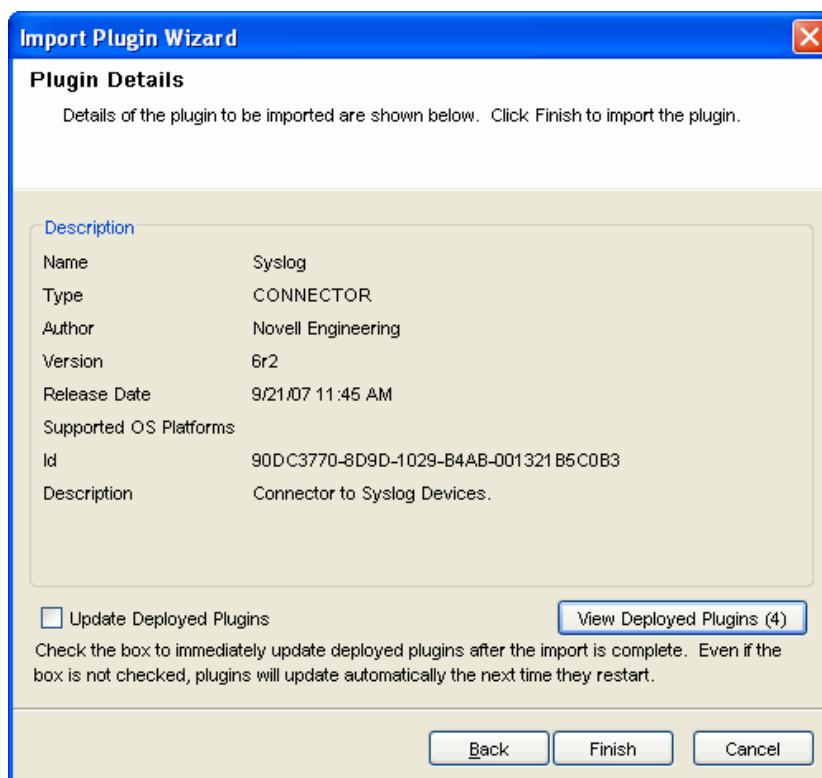 Import Plugin Wizard
Plugin Details
Details of the plugin to be imported are shown below. Click Finish to import the plugin.
Description
Name Syslog
Type CONNECTOR
Author Novell Engineering
Version 6r2
Release Date 9/21/07 11:45 AM
Supported OS Platforms
Id 90DC3770-8D9D-1029-B4AB-001321B5C0B3
Description Connector to Syslog Devices.
Update Deployed Plugins View Deployed Plugins (4)
Check the box to immediately update deployed plugins after the import is complete. Even if the
box is not checked, plugins will update automatically the next time they restart.
Back Finish Cancel